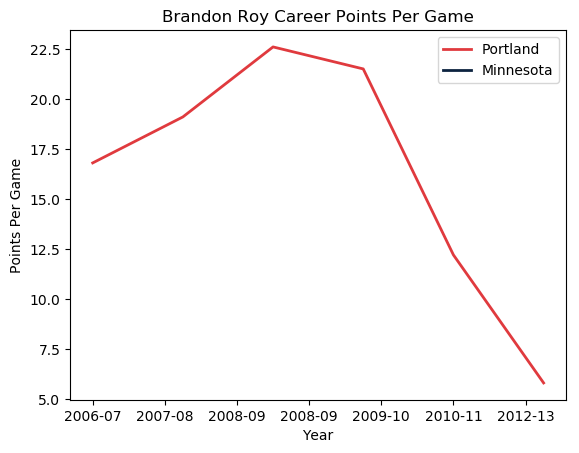 Brandon Roy Career Points Per Game
Portland
Minnesota
Points Per Game
22.5
20.0
17.5
15.0
12.5
10.0
7.5
5.0
2006-07 2007-08 2008-09 2008-09 2009-10 2010-11 2012-13
Year